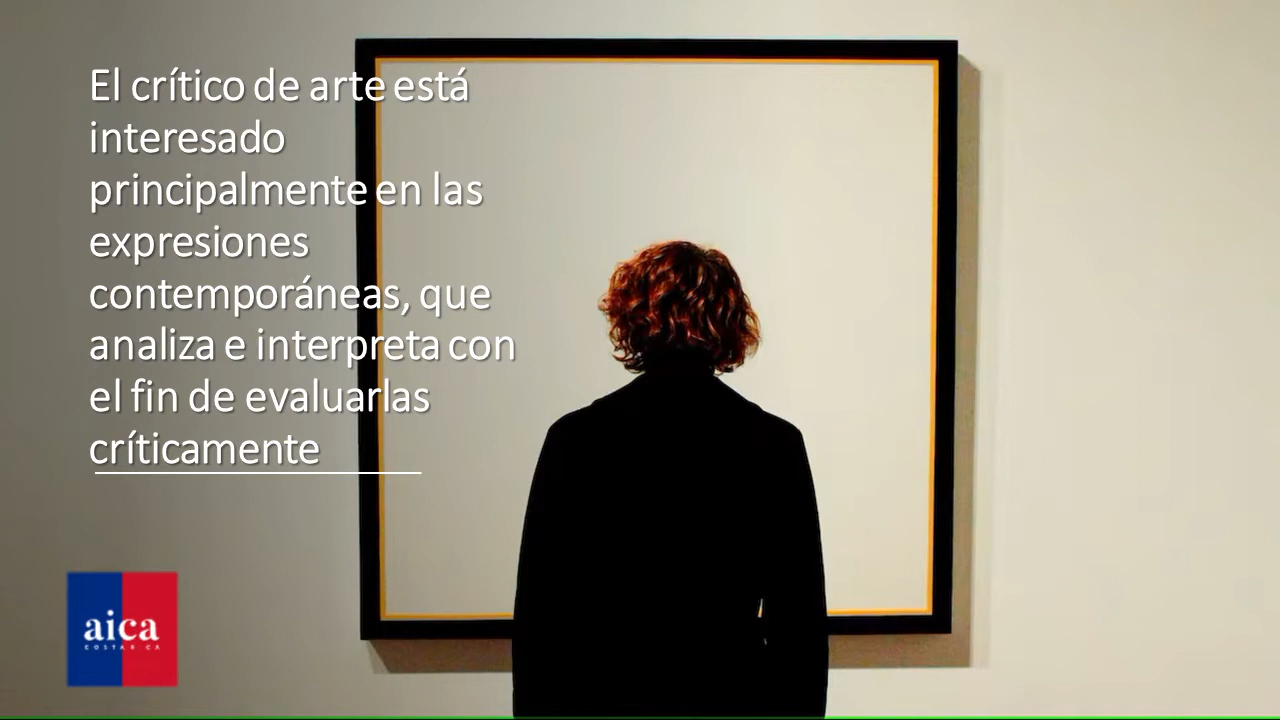 El crítico de arte está
interesado
principalmente en las
expresiones
contemporáneas, que
analiza e interpreta con
el fin de evaluarlas
críticamente
aica
COSTA RICA